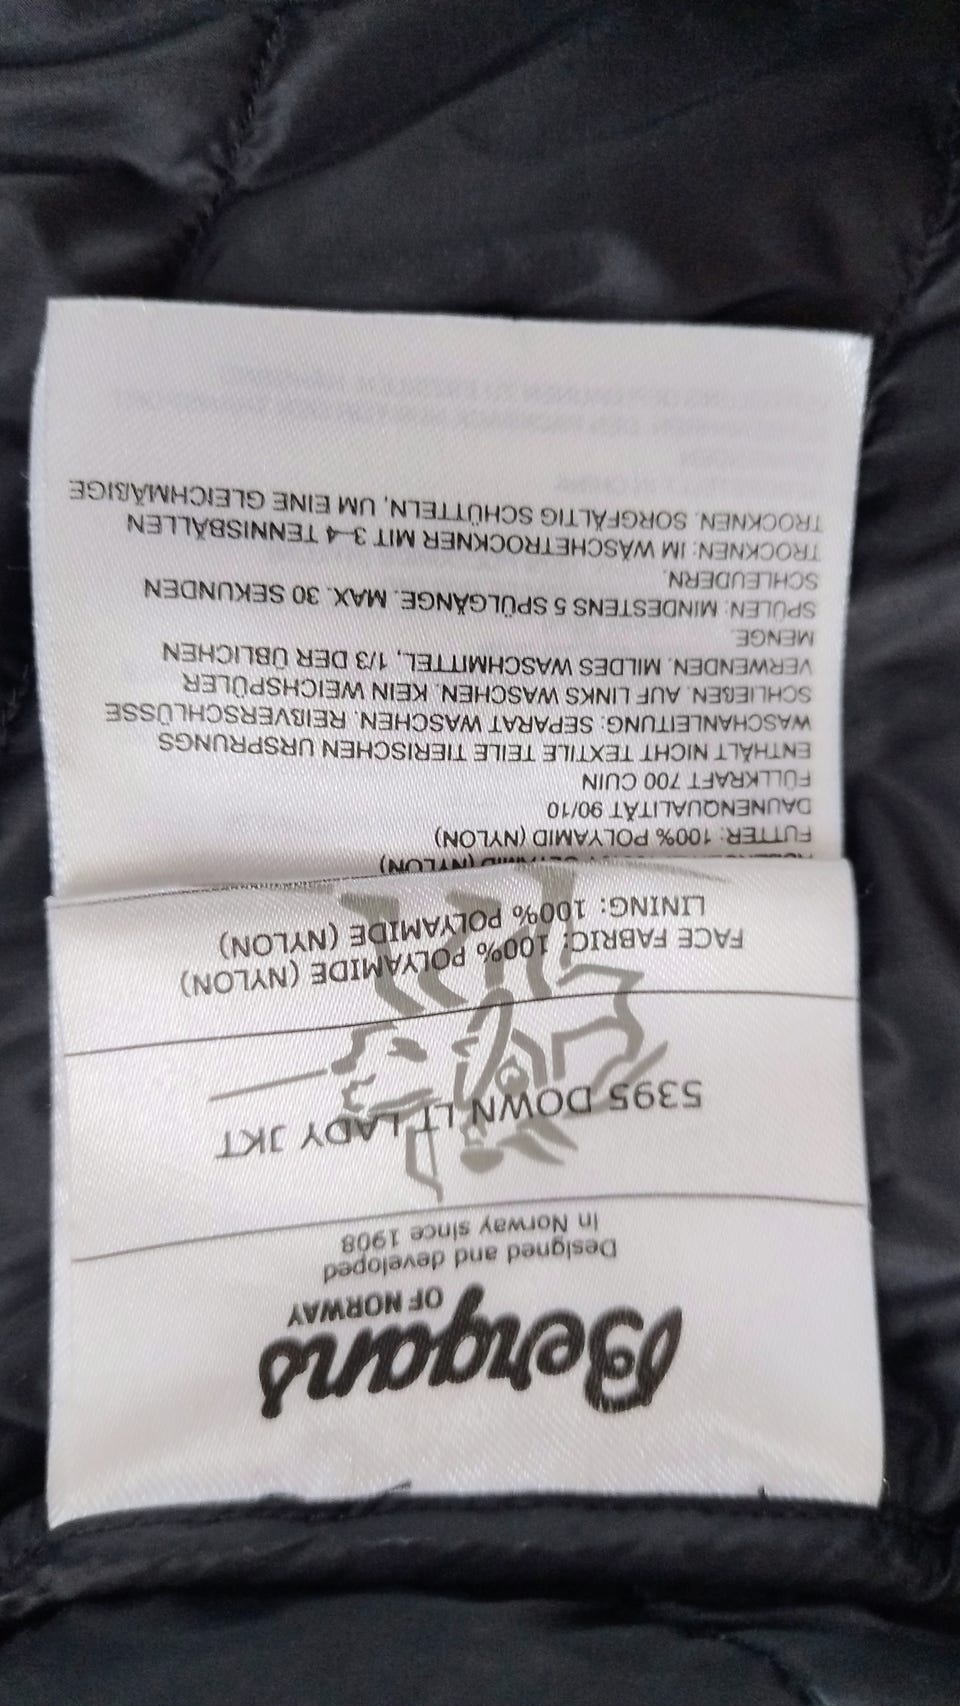 Bergans
OF NORWAY
Designed and developed
in Norway since 1908
5395 DOWN LT LADY JKT
FACE FABRIC: 100% POLYAMIDE (NYLON)
LINING: 100% POLYAMIDE (NYLON)
POLYAMID (NYLON)
FUTTER: 100% POLYAMID (NYLON)
DAUNENQUALITÄT 90/10
FÜLLKRAFT 700 CUIN
ENTHÄLT NICHT TEXTILE TEILE TIERISCHEN URSPRUNGS
WASCHANLEITUNG: SEPARAT WASCHEN. REIßVERSCHLÜSSE
SCHLIEßEN. AUF LINKS WASCHEN. KEIN WEICHSPÜLER
VERWENDEN. MILDES WASCHMITTEL, 1/3 DER ÜBLICHEN
MENGE.
SPÜLEN: MINDESTENS 5 SPÜLGÄNGE. MAX. 30 SEKUNDEN
SCHLEUDERN.
TROCKNEN: IM WÄSCHETROCKNER MIT 3-4 TENNISBÄLLEN
TROCKNEN. SORGFÄLTIG SCHÜTTELN, UM EINE GLEICHMÄßIGE